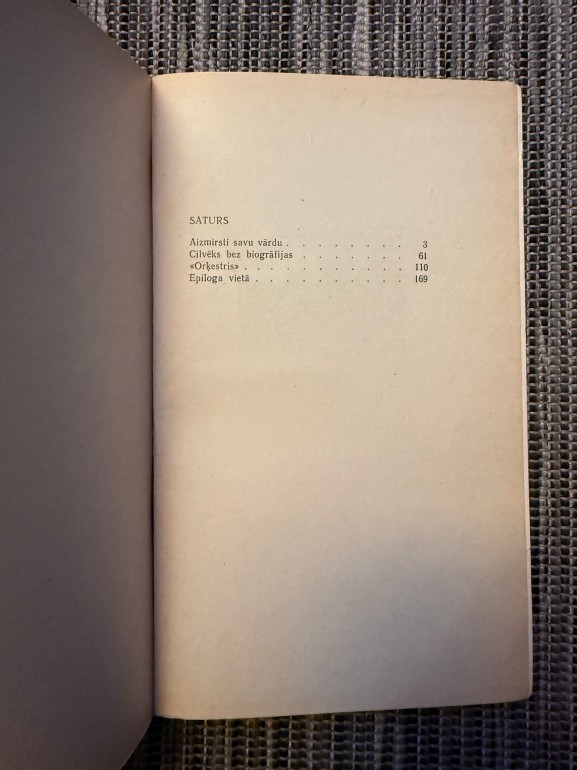 SATURS
Aizmirsti savu vārdu . . . . . . . . 3
Cilvēks bez biogrāfijas . . . . . . . 61
«Orķestris» . . . . . . . . . . . 110
Epiloga vietā . . . . . . . . . . 169